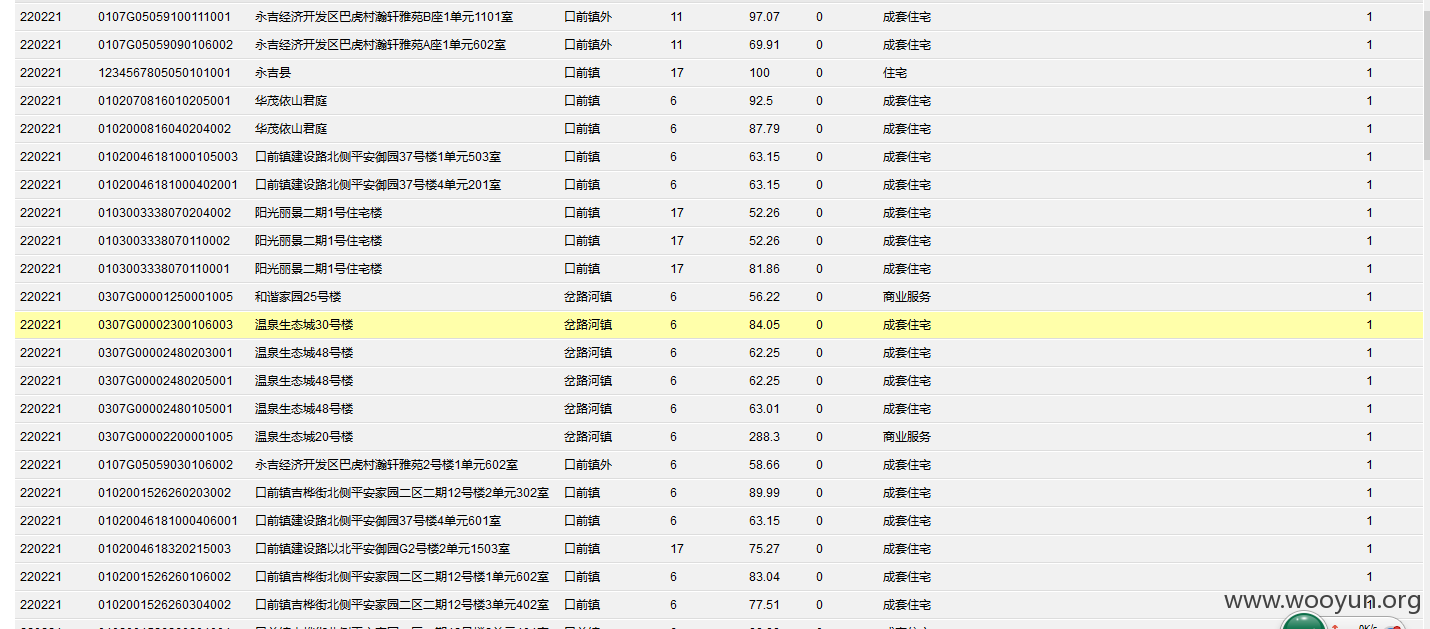 220221 0107G05059100111001 永吉经济开发区巴虎村瀚轩雅苑B座1单元1101室 口前镇外 11 97.07 0 成套住宅 1
220221 0107G05059090106002 永吉经济开发区巴虎村瀚轩雅苑A座1单元602室 口前镇外 11 69.91 0 成套住宅 1
220221 1234567805050101001 永吉县 口前镇 17 100 0 住宅 1
220221 0102070816010205001 华茂依山君庭 口前镇 6 92.5 0 成套住宅 1
220221 0102000816040204002 华茂依山君庭 口前镇 6 87.79 0 成套住宅 1
220221 01020046181000105003 口前镇建设路北侧平安御园37号楼1单元503室 口前镇 6 63.15 0 成套住宅 1
220221 01020046181000402001 口前镇建设路北侧平安御园37号楼4单元201室 口前镇 6 63.15 0 成套住宅 1
220221 0103003338070204002 阳光丽景二期1号住宅楼 口前镇 17 52.26 0 成套住宅 1
220221 0103003338070110002 阳光丽景二期1号住宅楼 口前镇 17 52.26 0 成套住宅 1
220221 0103003338070110001 阳光丽景二期1号住宅楼 口前镇 17 81.86 0 成套住宅 1
220221 0307G00001250001005 和谐家园25号楼 岔路河镇 6 56.22 0 商业服务 1
220221 0307G00002300106003 温泉生态城30号楼 岔路河镇 6 84.05 0 成套住宅 1
220221 0307G00002480203001 温泉生态城48号楼 岔路河镇 6 62.25 0 成套住宅 1
220221 0307G00002480205001 温泉生态城48号楼 岔路河镇 6 62.25 0 成套住宅 1
220221 0307G00002480105001 温泉生态城48号楼 岔路河镇 6 63.01 0 成套住宅 1
220221 0307G00002200001005 温泉生态城20号楼 岔路河镇 6 288.3 0 商业服务 1
220221 0107G05059030106002 永吉经济开发区巴虎村瀚轩雅苑2号楼1单元602室 口前镇外 6 58.66 0 成套住宅 1
220221 0102001526260203002 口前镇吉桦街北侧平安家园二区二期12号楼2单元302室 口前镇 6 89.99 0 成套住宅 1
220221 01020046181000406001 口前镇建设路北侧平安御园37号楼4单元601室 口前镇 6 63.15 0 成套住宅 1
220221 0102004618320215003 口前镇建设路以北平安御园G2号楼2单元1503室 口前镇 17 75.27 0 成套住宅 1
220221 0102001526260106002 口前镇吉桦街北侧平安家园二区二期12号楼1单元602室 口前镇 6 83.04 0 成套住宅 1
220221 0102001526260304002 口前镇吉桦街北侧平安家园二区二期12号楼3单元402室 口前镇 6 77.51 0 成套住宅 1
www.wooyun.org